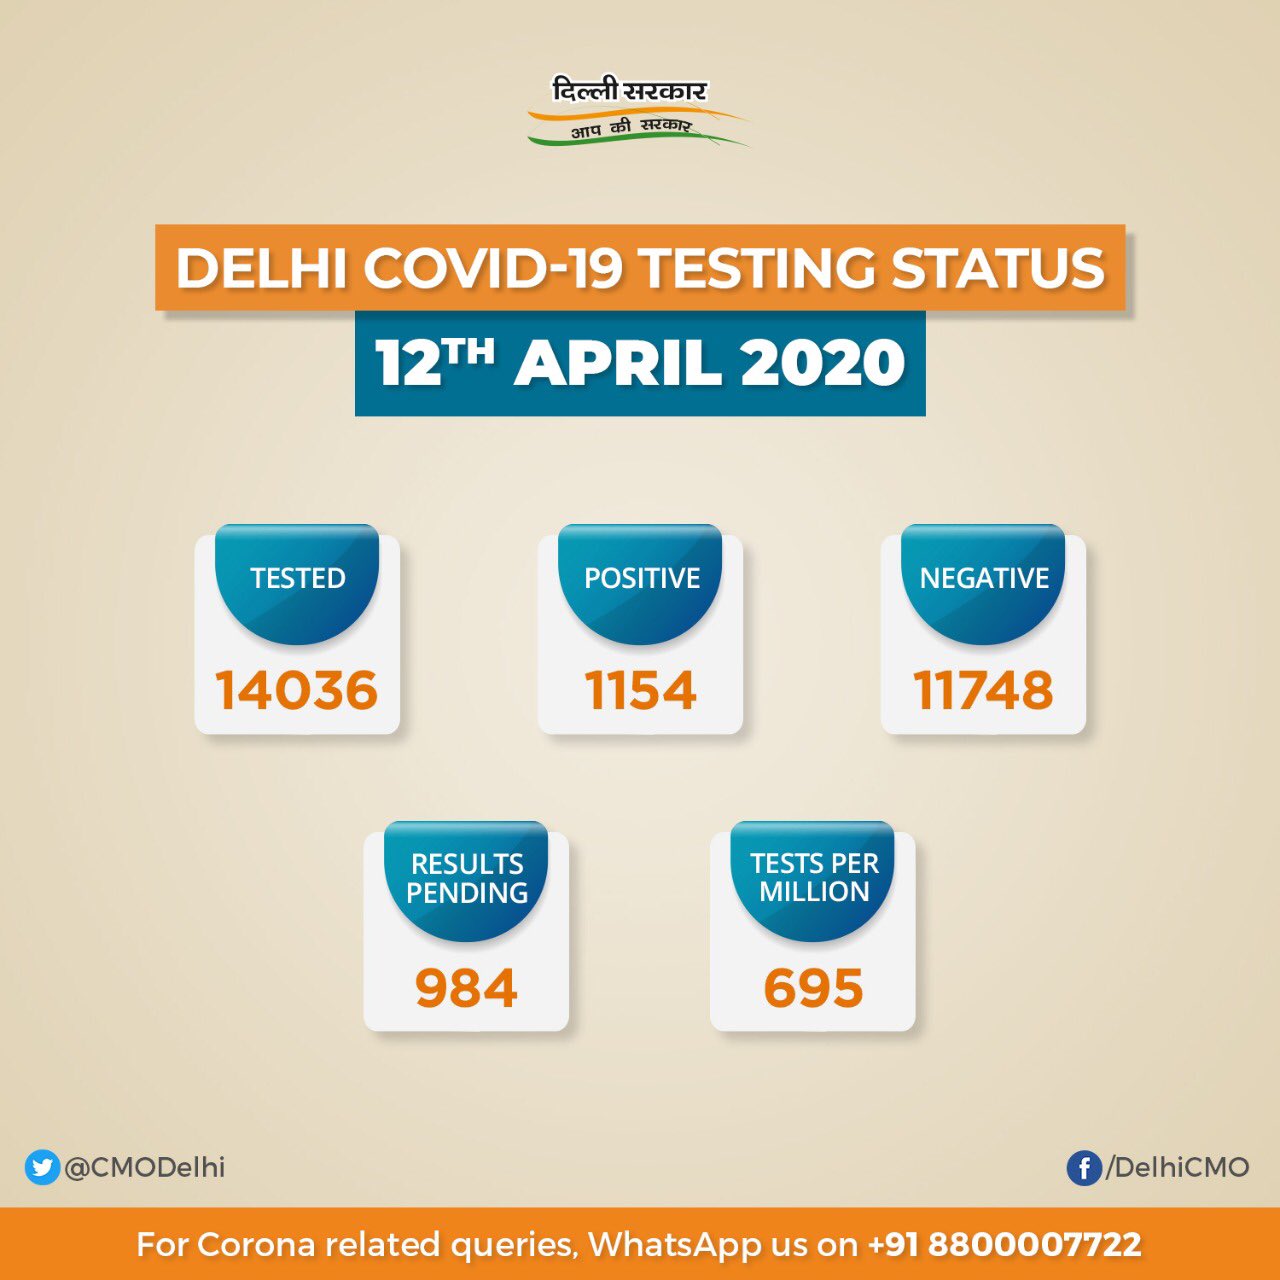 दिल्ली सरकार
आप की सरकार
DELHI COVID-19 TESTING STATUS
12TH APRIL 2020
TESTED
14036
POSITIVE
1154
NEGATIVE
11748
RESULTS
PENDING
984
TESTS PER
MILLION
695
@CMODelhi
/DelhiCMO
For Corona related queries, WhatsApp us on +91 8800007722